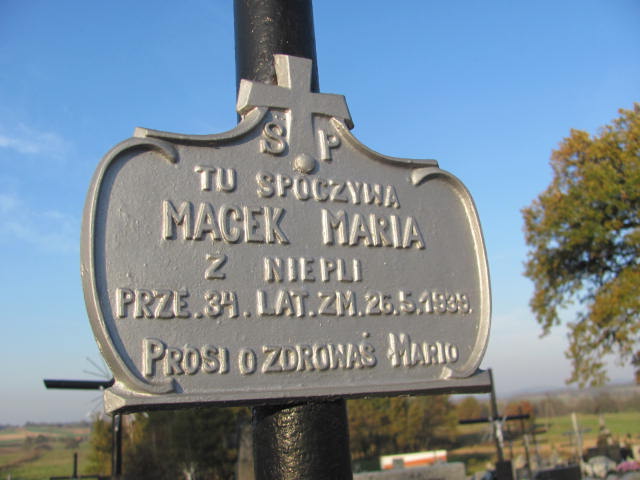 Ś P
TU SPOCZYWA
MACEK MARIA
Z NIEPLI
PRZE.34.LAT.ZM.26.5.1939.
PROSI O ZDROWAŚ MARIO